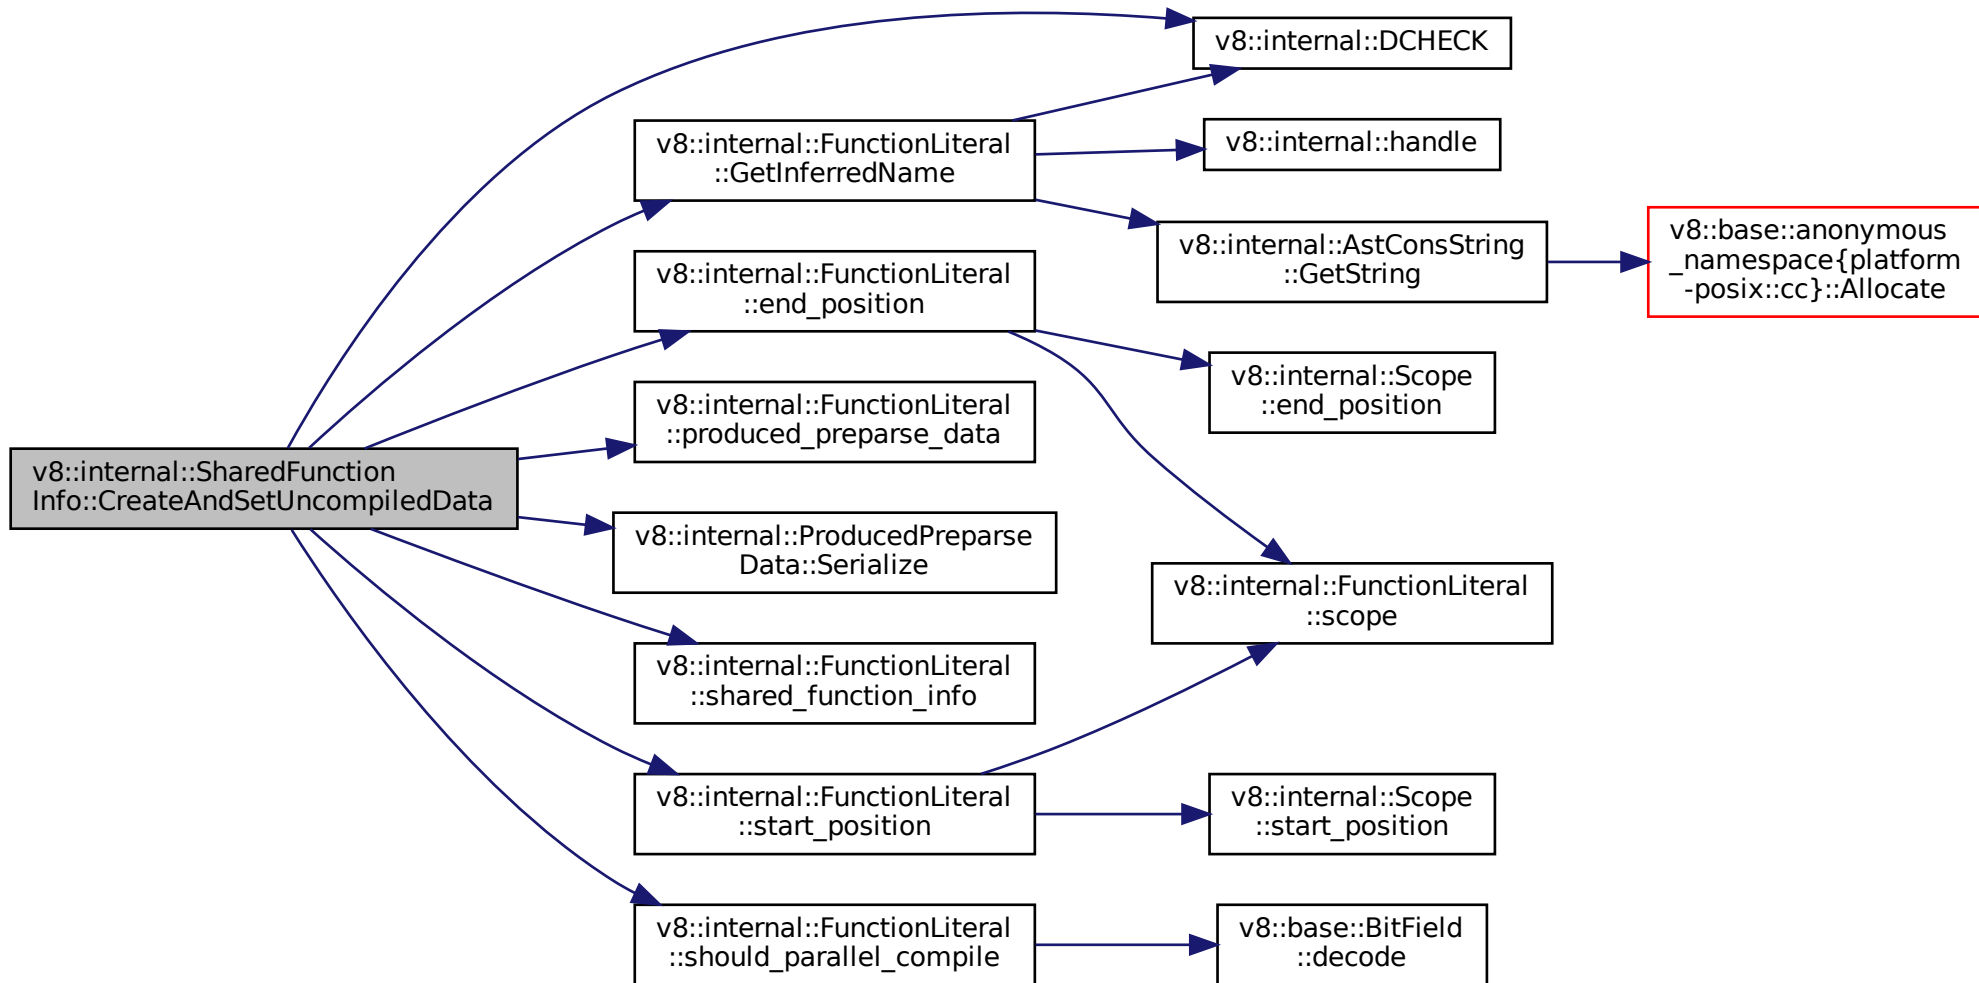 v8::internal::DCHECK
v8::internal::FunctionLiteral
::GetInferredName
v8::internal::handle
v8::internal::AstConsString
::GetString
v8::base::anonymous
_namespace{platform
-posix::cc}::Allocate
v8::internal::FunctionLiteral
::end_position
v8::internal::Scope
::end_position
v8::internal::FunctionLiteral
::produced_preparse_data
v8::internal::SharedFunction
Info::CreateAndSetUncompiledData
v8::internal::ProducedPreparse
Data::Serialize
v8::internal::FunctionLiteral
::scope
v8::internal::FunctionLiteral
::shared_function_info
v8::internal::FunctionLiteral
::start_position
v8::internal::Scope
::start_position
v8::internal::FunctionLiteral
::should_parallel_compile
v8::base::BitField
::decode